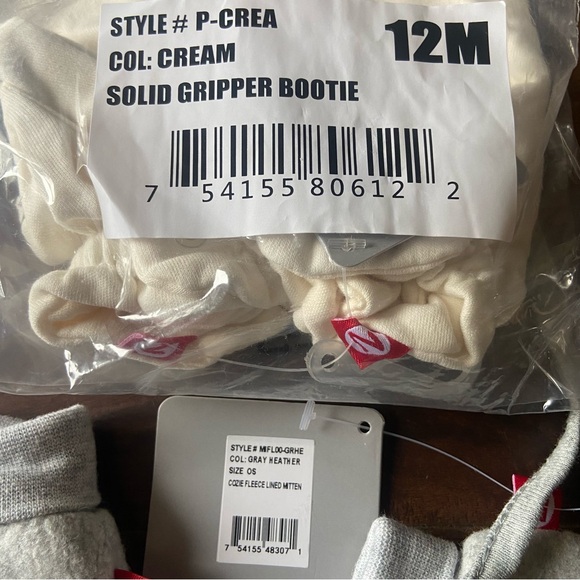 STYLE # P-CREA
12M
COL: CREAM
SOLID GRIPPER BOOTIE
7 54155 80612 2
STYLE# MIFL00-GRHE
COL: GRAY HEATHER
SIZE OS
COZIE FLEECE LINED MITTEN
7 54155 48307 1